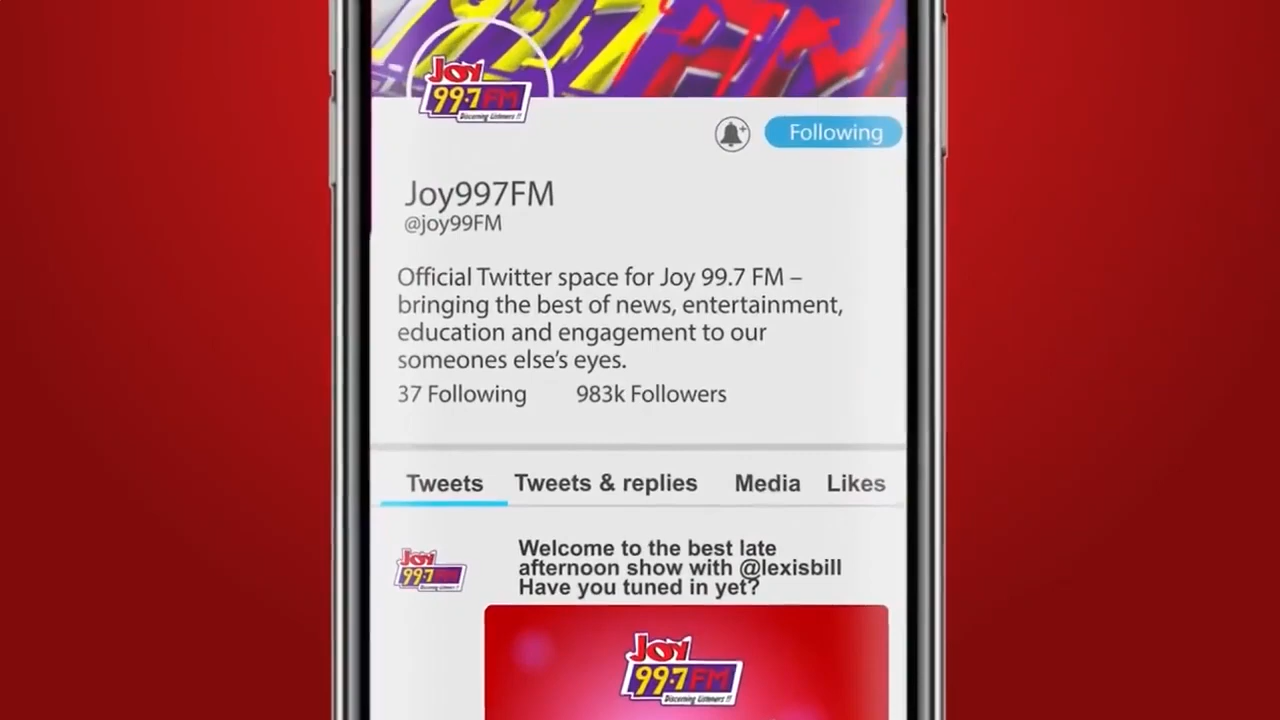 Joy
99.7 FM
Discerning Listeners !!
Following
Joy997FM
@joy99FM
Official Twitter space for Joy 99.7 FM –
bringing the best of news, entertainment,
education and engagement to our
someones else’s eyes.
37 Following 983k Followers
Tweets Tweets & replies Media Likes
Joy
99.7 FM
Discerning Listeners !!
Welcome to the best late
afternoon show with @lexisbill
Have you tuned in yet?
Joy
99.7 FM
Discerning Listeners !!